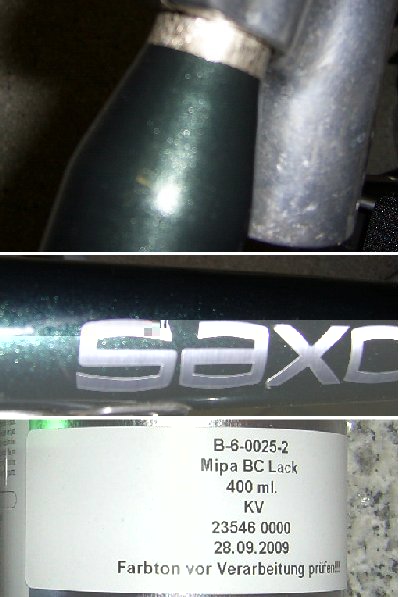 saxo
B-6-0025-2
Mipa BC Lack
400 ml.
KV
23546 0000
28.09.2009
Farbton vor Verarbeitung prüfen!!!